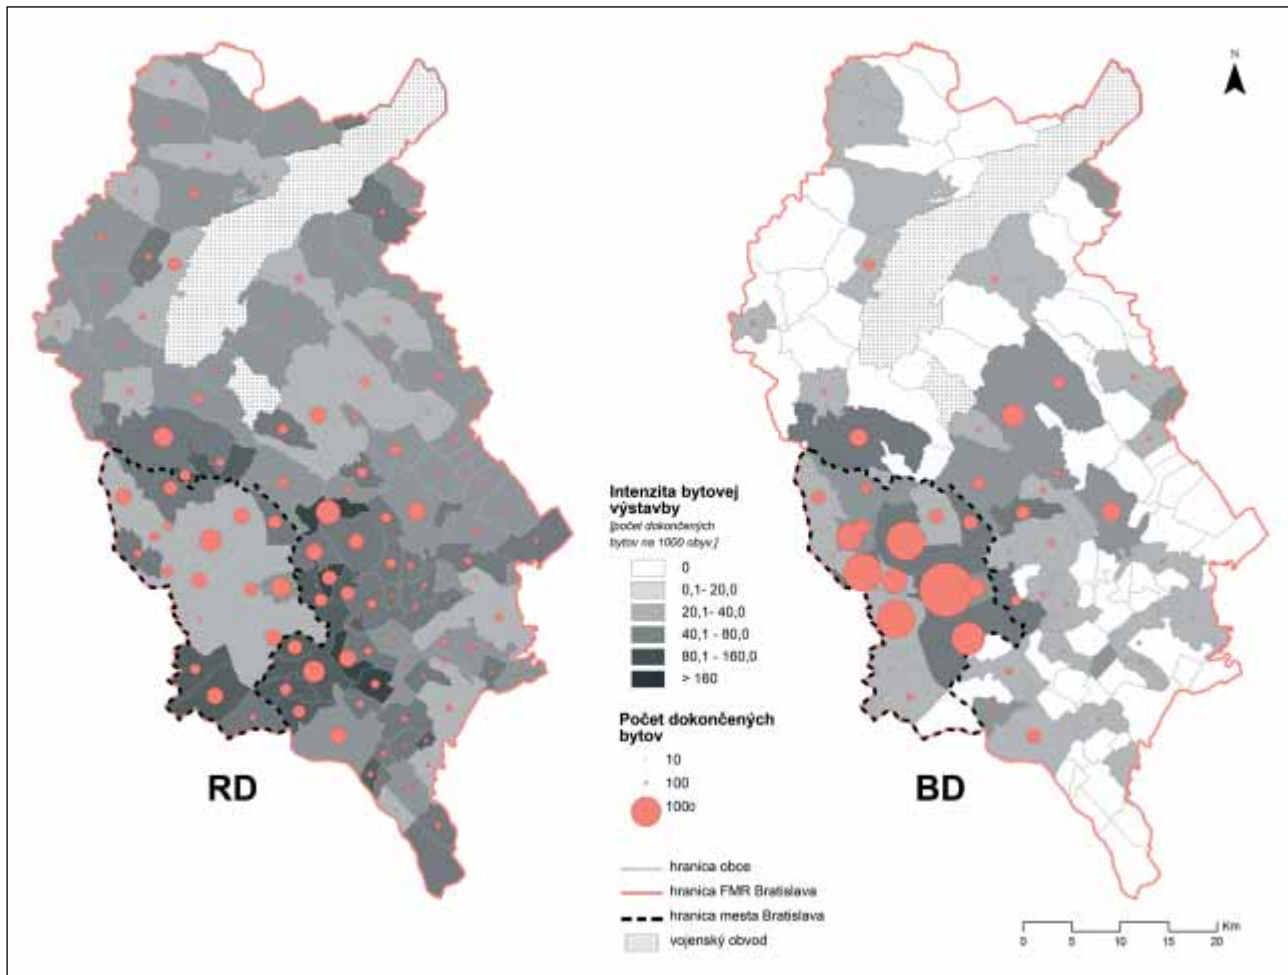 N
Intenzita bytovej
výstavby
[počet dokončených
bytov na 1000 obyv.]
0
0,1- 20,0
20,1- 40,0
40,1 - 80,0
80,1 - 160,0
> 160
Počet dokončených
bytov
10
100
1000
RD
BD
hranica obce
hranica FMR Bratislava
hranica mesta Bratislava
vojenský obvod
Km
0 5 10 15 20